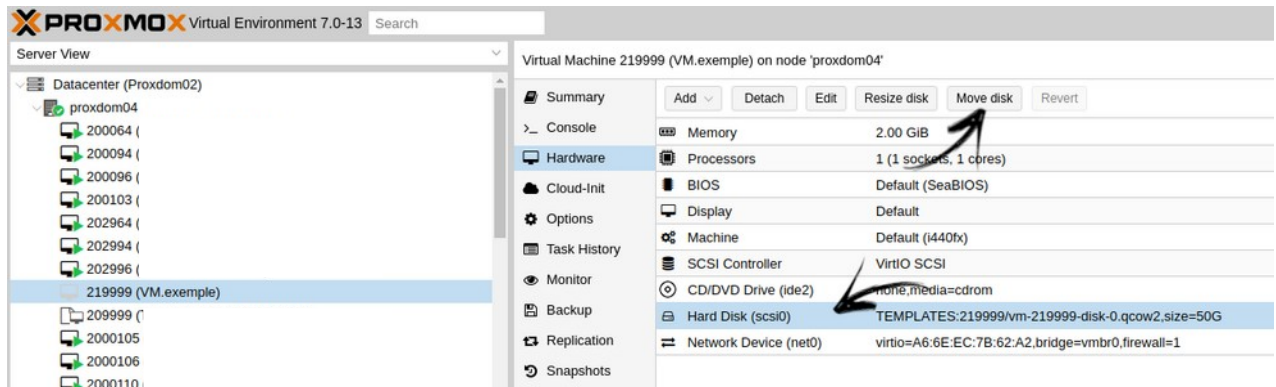 PROXMOX Virtual Environment 7.0-13 Search
Server View
Datacenter (Proxdom02)
proxdom04
200064 (
200094 (
200096 (
200103 (
202964 (
202994 (
202996 (
219999 (VM.exemple)
209999 (
2000105
2000106
2000110
Virtual Machine 219999 (VM.exemple) on node 'proxdom04'
Summary
Console
Hardware
Cloud-Init
Options
Task History
Monitor
Backup
Replication
Snapshots
Add Detach Edit Resize disk Move disk Revert
Memory 2.00 GiB
Processors 1 (1 sockets, 1 cores)
BIOS Default (SeaBIOS)
Display Default
Machine Default (i440fx)
SCSI Controller VirtIO SCSI
CD/DVD Drive (ide2) none,media=cdrom
Hard Disk (scsi0) TEMPLATES:219999/vm-219999-disk-0.qcow2,size=50G
Network Device (net0) virtio=A6:6E:EC:7B:62:A2,bridge=vmbr0,firewall=1